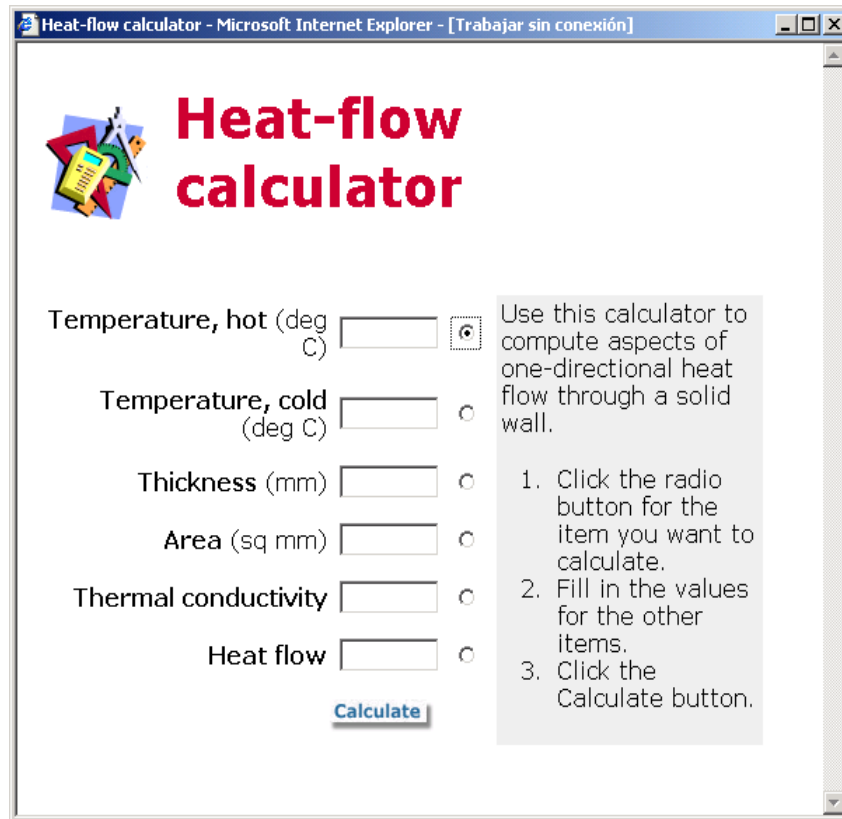 Heat-flow calculator - Microsoft Internet Explorer - [Trabajar sin conexión]
Heat-flow
calculator
Temperature, hot (deg
C)
Temperature, cold
(deg C)
Thickness (mm)
Area (sq mm)
Thermal conductivity
Heat flow
Calculate
Use this calculator to
compute aspects of
one-directional heat
flow through a solid
wall.
1. Click the radio
button for the
item you want to
calculate.
2. Fill in the values
for the other
items.
3. Click the
Calculate button.